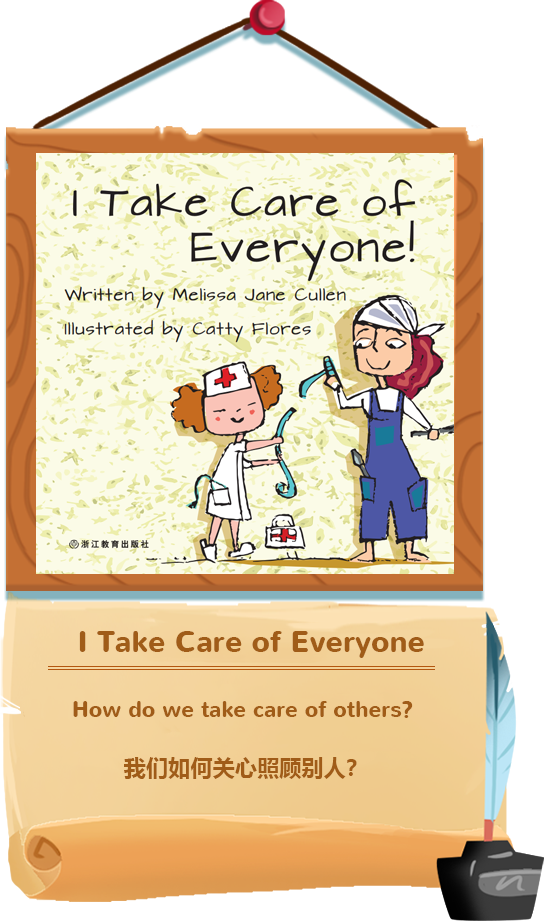 I Take Care of
Everyone!
Written by Melissa Jane Cullen
Illustrated by Catty Flores
浙江教育出版社
I Take Care of Everyone
How do we take care of others?
我们如何关心照顾别人?